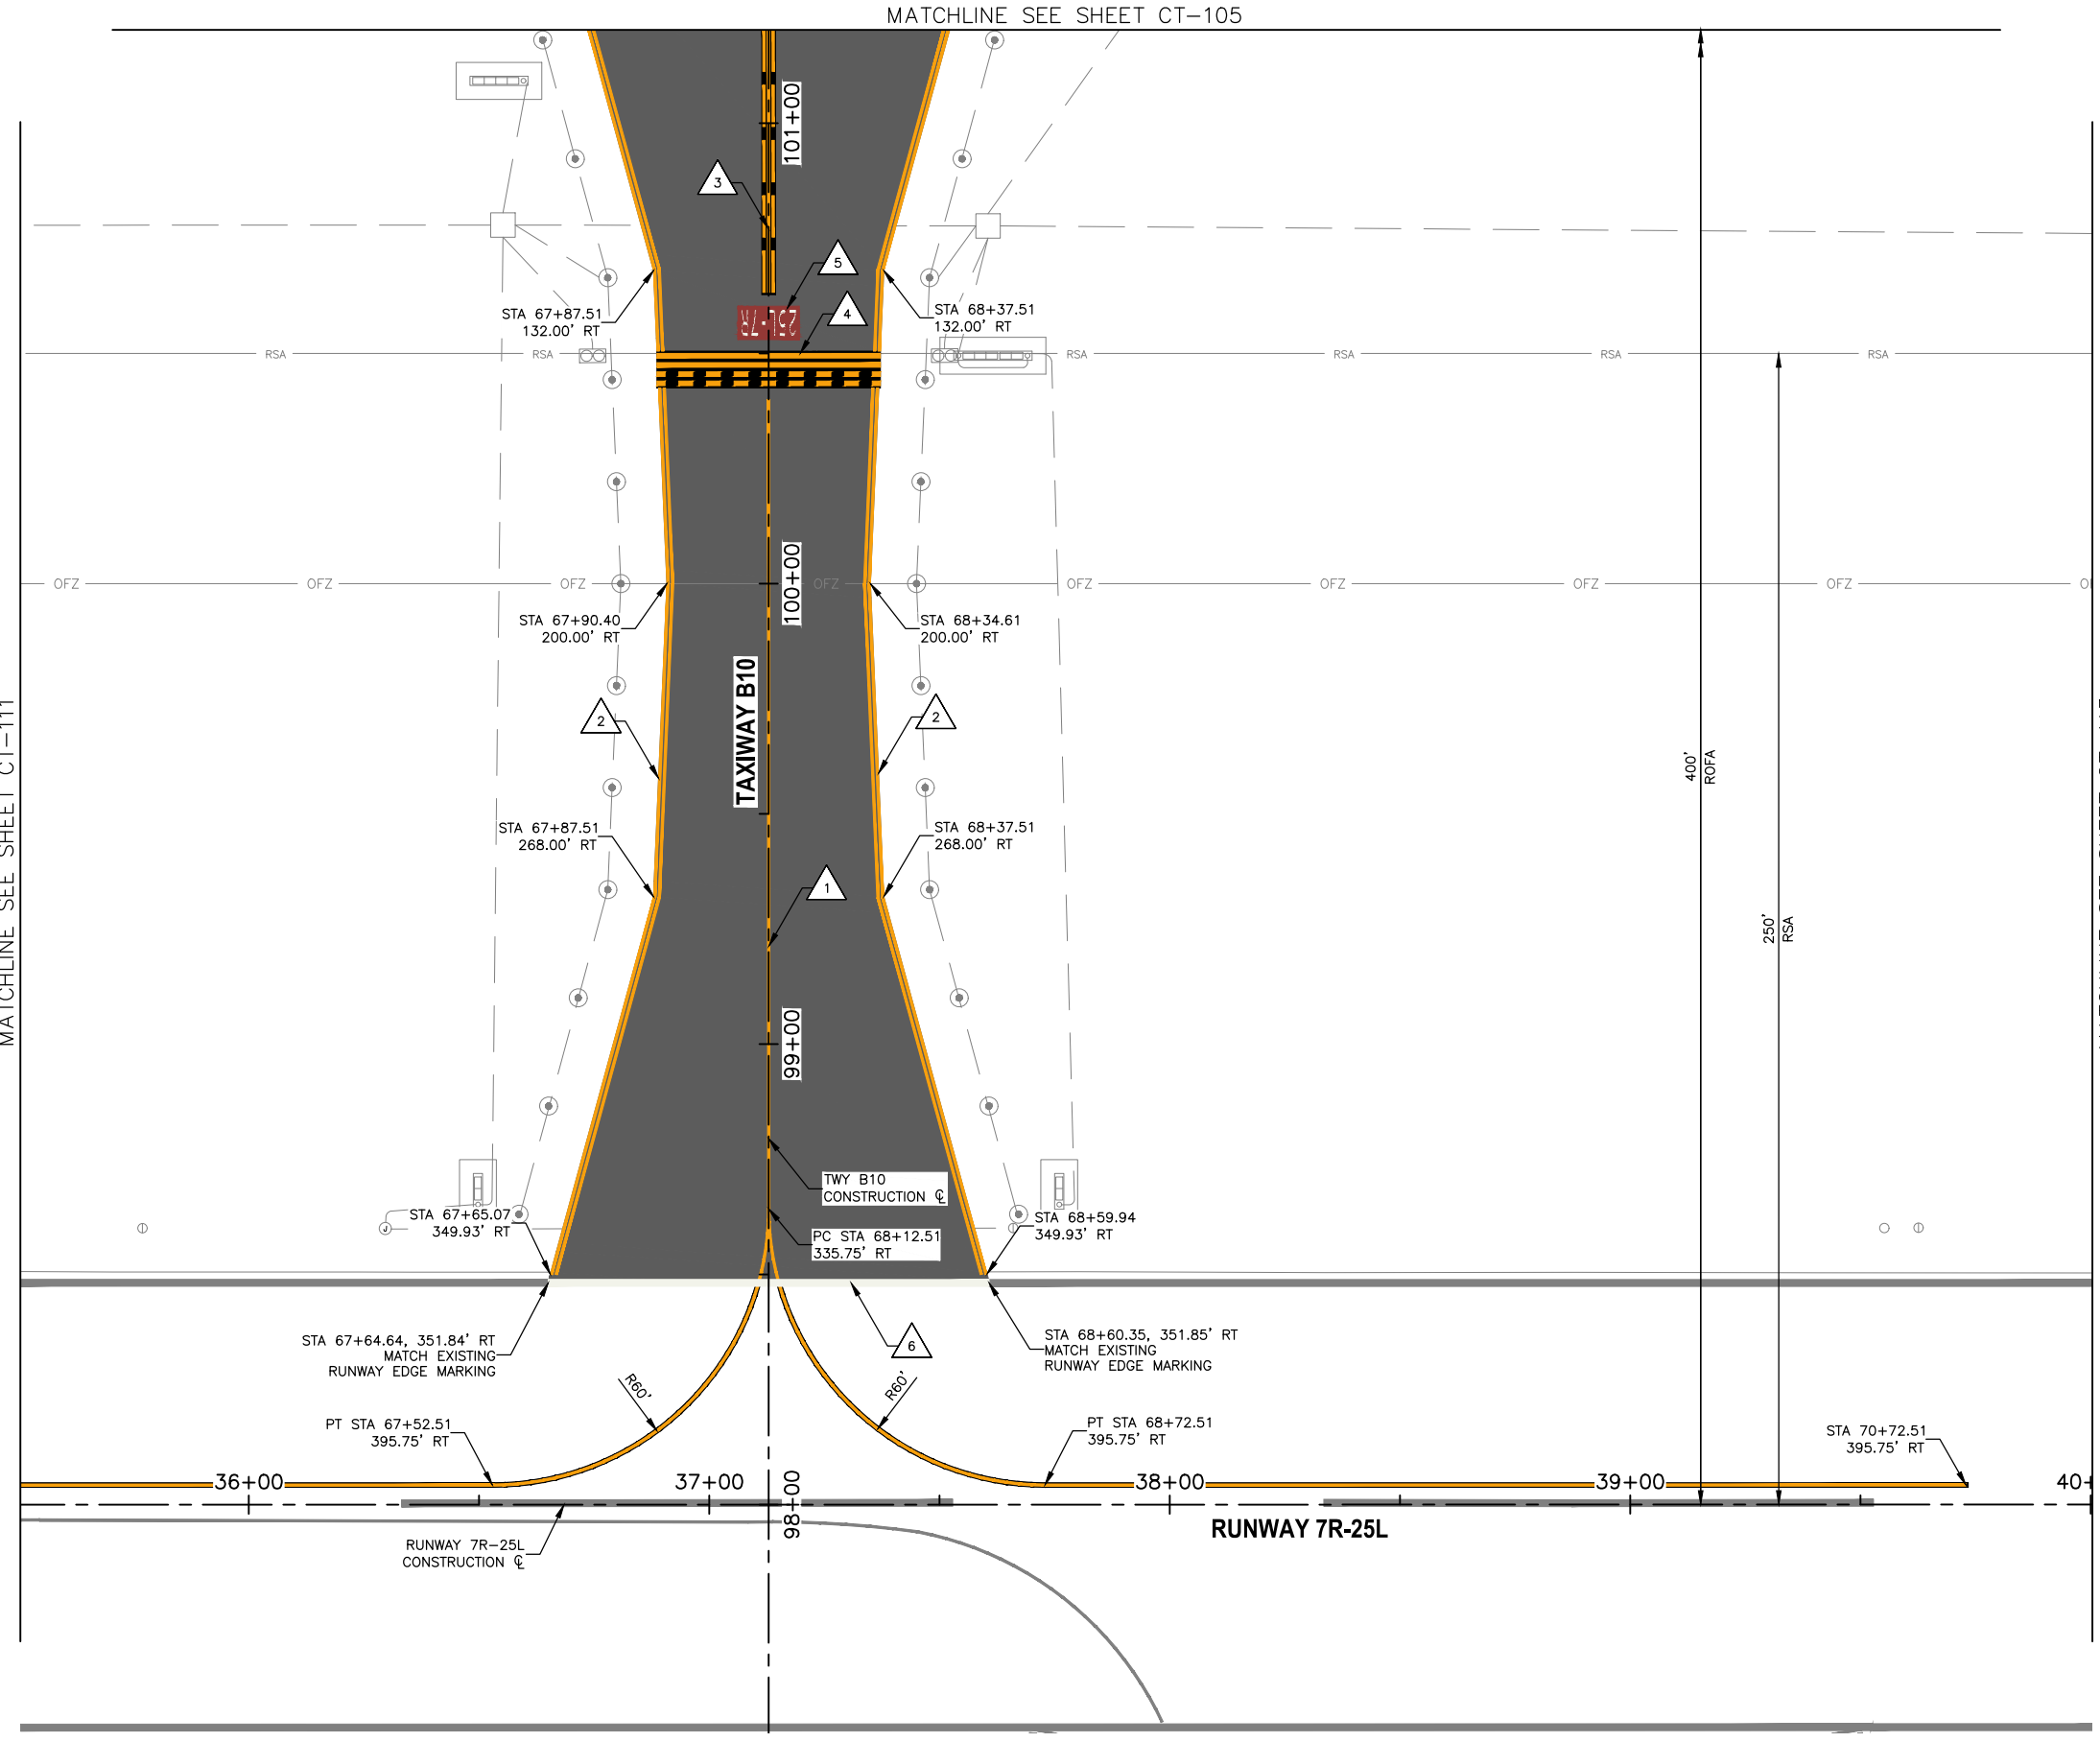 MATCHLINE SEE SHEET CT-105
101+00
3
5
4
25L-7R
STA 67+87.51
132.00' RT
STA 68+37.51
132.00' RT
RSA
RSA
RSA
RSA
RSA
RSA
100+00
OFZ
OFZ
OFZ
OFZ
OFZ
OFZ
OFZ
OFZ
STA 67+90.40
200.00' RT
STA 68+34.61
200.00' RT
TAXIWAY B10
2
2
400'
ROFA
MATCHLINE SEE SHEET CT-111
STA 67+87.51
268.00' RT
STA 68+37.51
268.00' RT
1
250'
RSA
99+00
TWY B10
CONSTRUCTION ℄
STA 67+65.07
349.93' RT
J
PC STA 68+12.51
335.75' RT
STA 68+59.94
349.93' RT
STA 67+64.64, 351.84' RT
MATCH EXISTING
RUNWAY EDGE MARKING
6
STA 68+60.35, 351.85' RT
MATCH EXISTING
RUNWAY EDGE MARKING
R60'
R60'
PT STA 67+52.51
395.75' RT
PT STA 68+72.51
395.75' RT
STA 70+72.51
395.75' RT
36+00
37+00
98+00
38+00
39+00
40+
RUNWAY 7R-25L
RUNWAY 7R-25L
CONSTRUCTION ℄